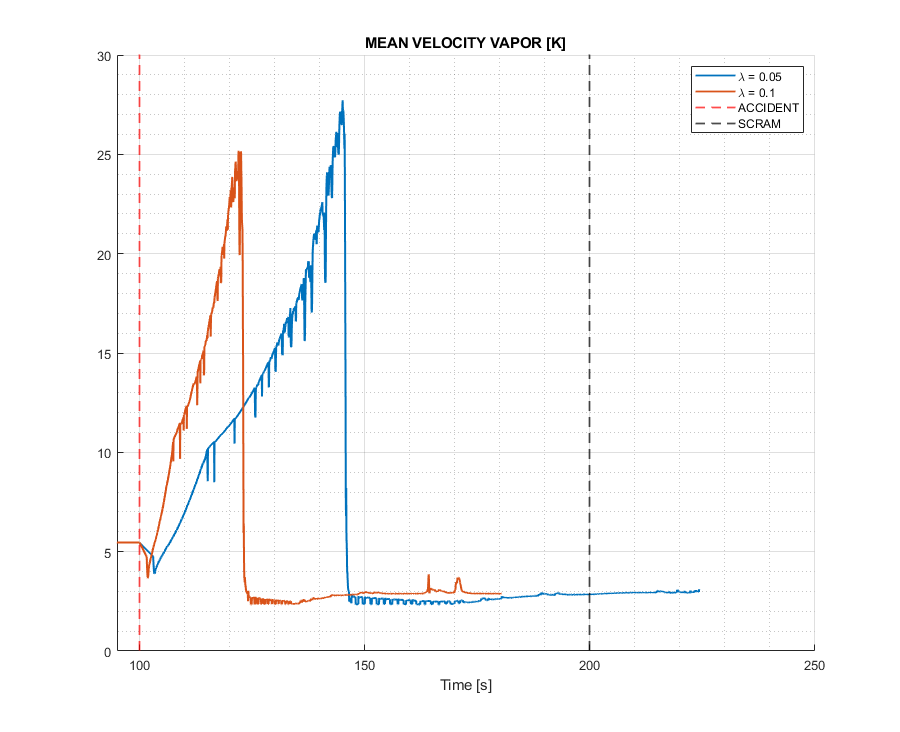 MEAN VELOCITY VAPOR [K]
30
25
20
15
10
5
0
100
150
200
250
Time [s]
λ = 0.05
λ = 0.1
ACCIDENT
SCRAM